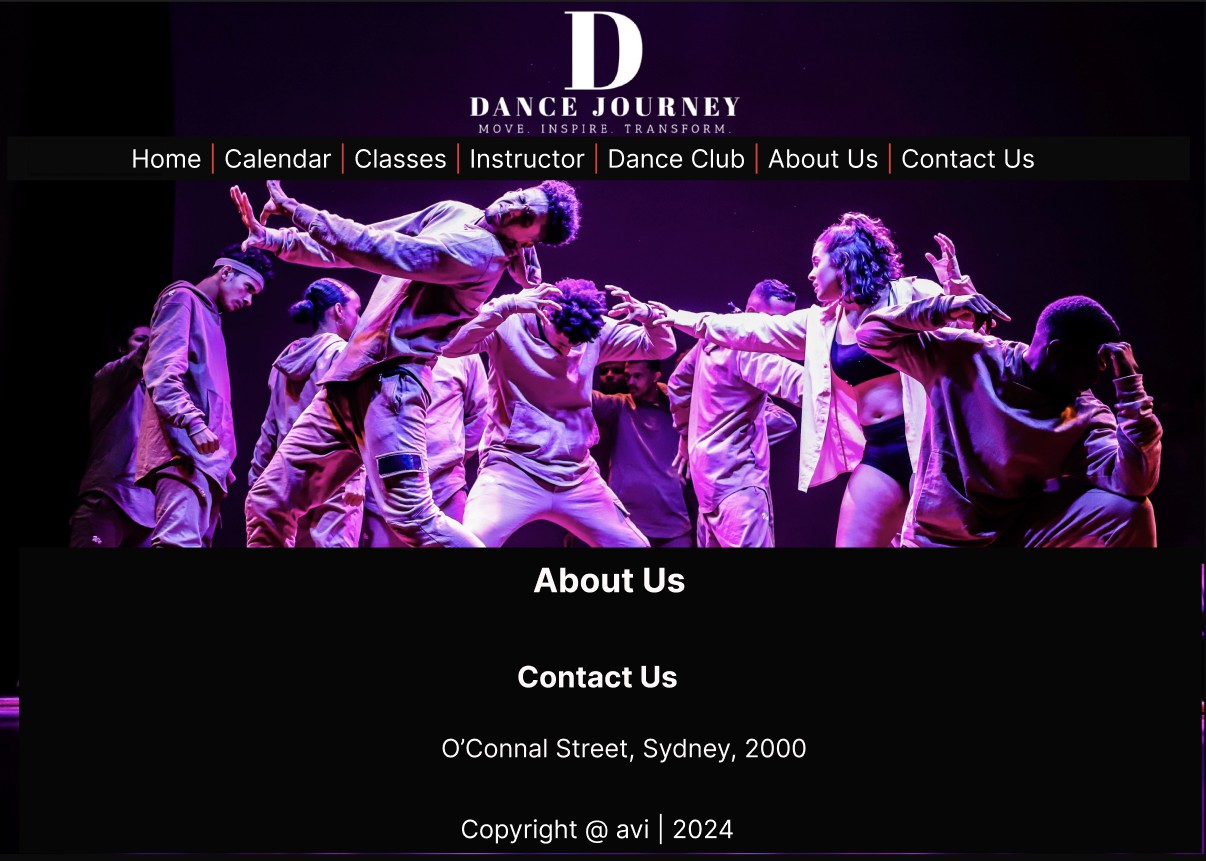 D
DANCE JOURNEY
MOVE. INSPIRE. TRANSFORM.
Home | Calendar | Classes | Instructor | Dance Club | About Us | Contact Us
About Us
Contact Us
O’Connal Street, Sydney, 2000
Copyright @ avi | 2024